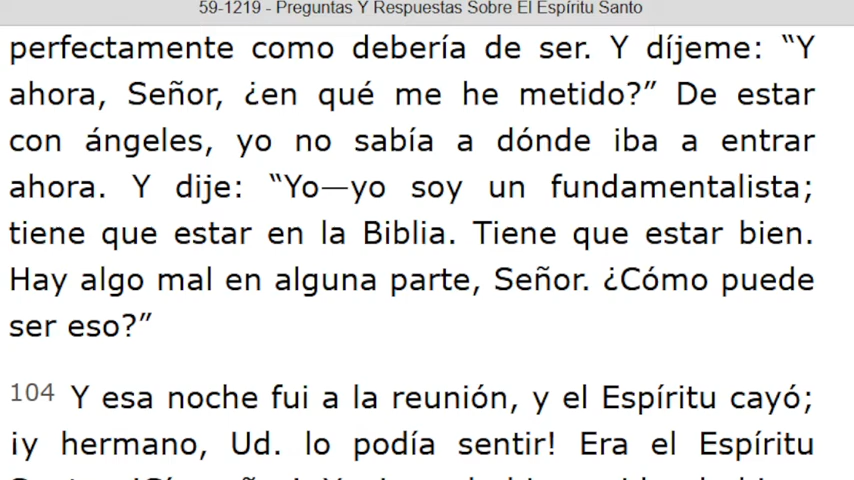 59-1219 - Preguntas Y Respuestas Sobre El Espíritu Santo
perfectamente como debería de ser. Y díjeme: “Y
ahora, Señor, ¿en qué me he metido?” De estar
con ángeles, yo no sabía a dónde iba a entrar
ahora. Y dije: “Yo—yo soy un fundamentalista;
tiene que estar en la Biblia. Tiene que estar bien.
Hay algo mal en alguna parte, Señor. ¿Cómo puede
ser eso?”
104 Y esa noche fui a la reunión, y el Espíritu cayó;
¡y hermano, Ud. lo podía sentir! Era el Espíritu